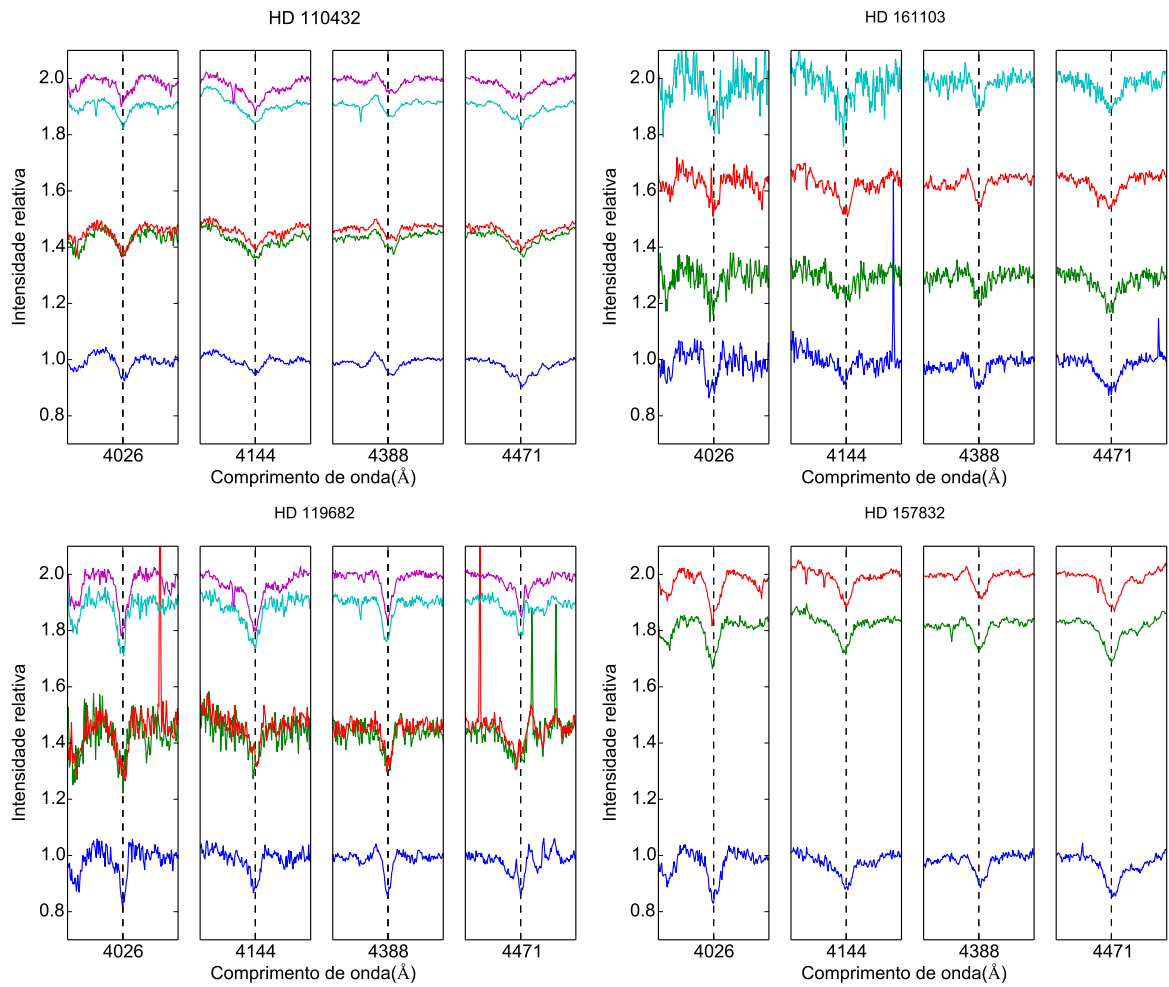 HD 110432
Intensidade relativa
2.0
1.8
1.6
1.4
1.2
1.0
0.8
4026 4144 4388 4471
Comprimento de onda(Å)
HD 161103
Intensidade relativa
2.0
1.8
1.6
1.4
1.2
1.0
0.8
4026 4144 4388 4471
Comprimento de onda(Å)
HD 119682
Intensidade relativa
2.0
1.8
1.6
1.4
1.2
1.0
0.8
4026 4144 4388 4471
Comprimento de onda(Å)
HD 157832
Intensidade relativa
2.0
1.8
1.6
1.4
1.2
1.0
0.8
4026 4144 4388 4471
Comprimento de onda(Å)